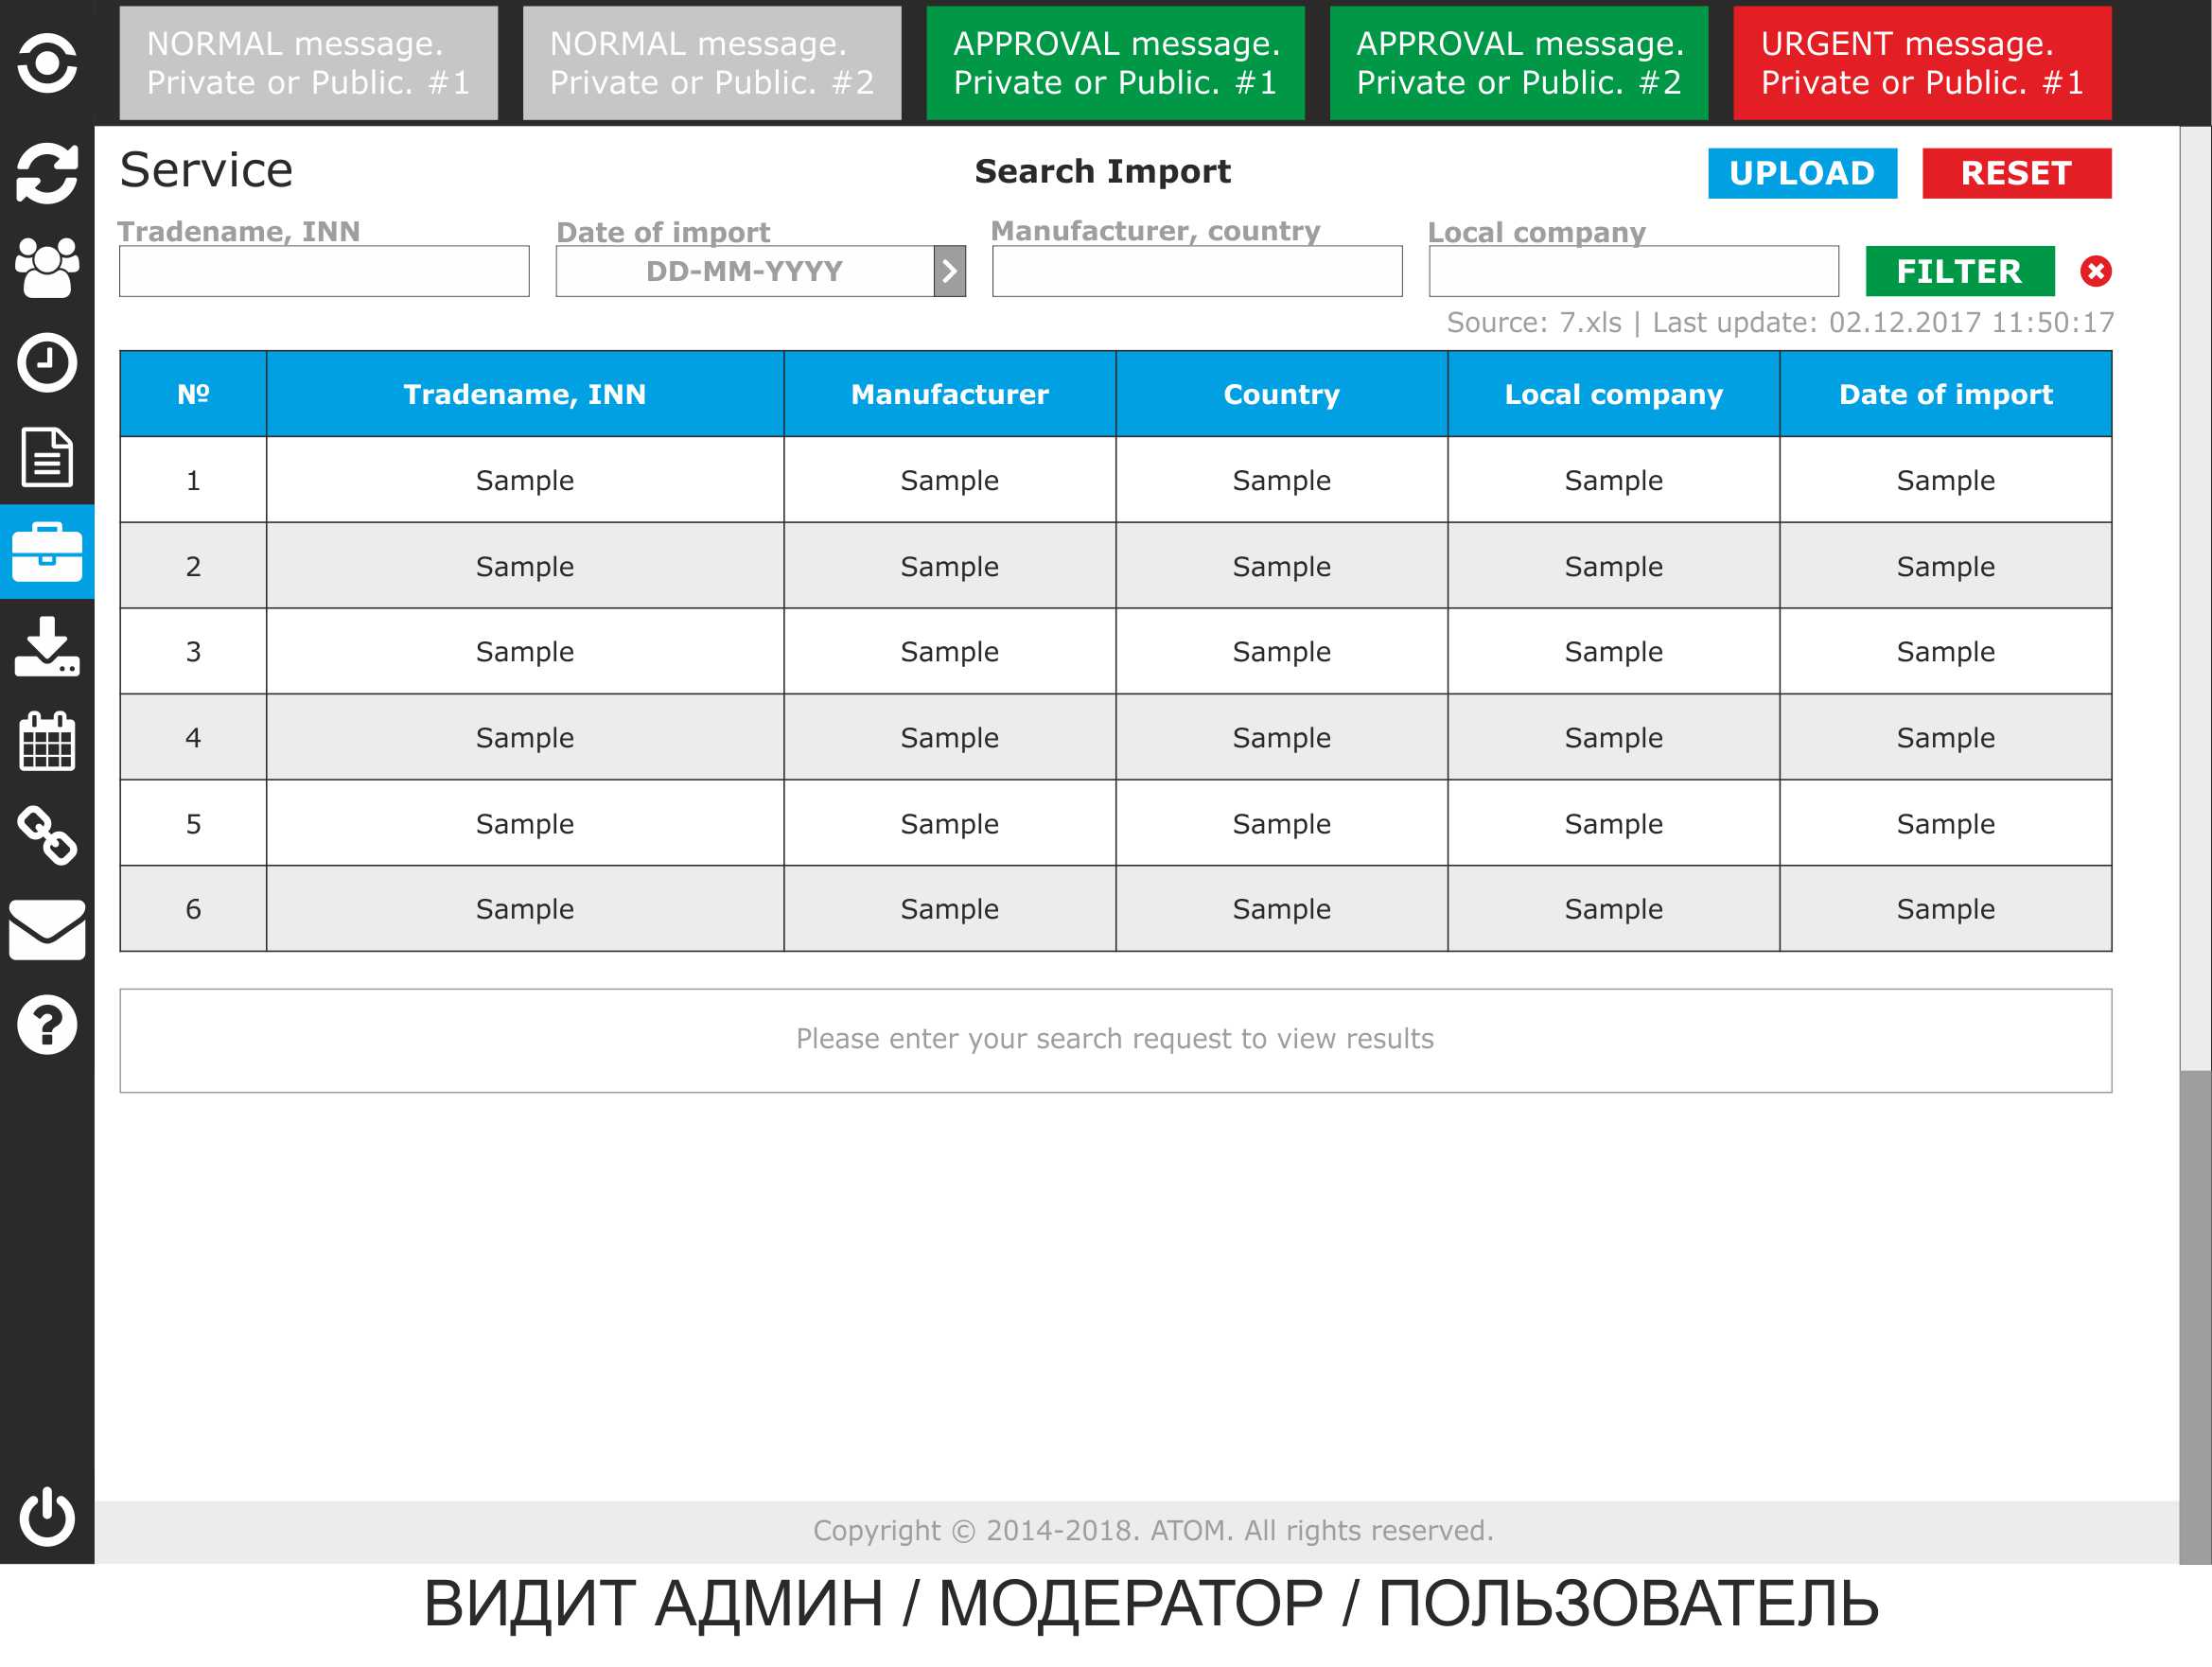 NORMAL message.
Private or Public. #1
NORMAL message.
Private or Public. #2
APPROVAL message.
Private or Public. #1
APPROVAL message.
Private or Public. #2
URGENT message.
Private or Public. #1
Service
Search Import
UPLOAD
RESET
Tradename, INN
Date of import
Manufacturer, country
Local company
DD-MM-YYYY
FILTER
Source: 7.xls | Last update: 02.12.2017 11:50:17
Nº Tradename, INN Manufacturer Country Local company Date of import
1 Sample Sample Sample Sample Sample
2 Sample Sample Sample Sample Sample
3 Sample Sample Sample Sample Sample
4 Sample Sample Sample Sample Sample
5 Sample Sample Sample Sample Sample
6 Sample Sample Sample Sample Sample
Please enter your search request to view results
Copyright © 2014-2018. ATOM. All rights reserved.
ВИДИТ АДМИН / МОДЕРАТОР / ПОЛЬЗОВАТЕЛЬ